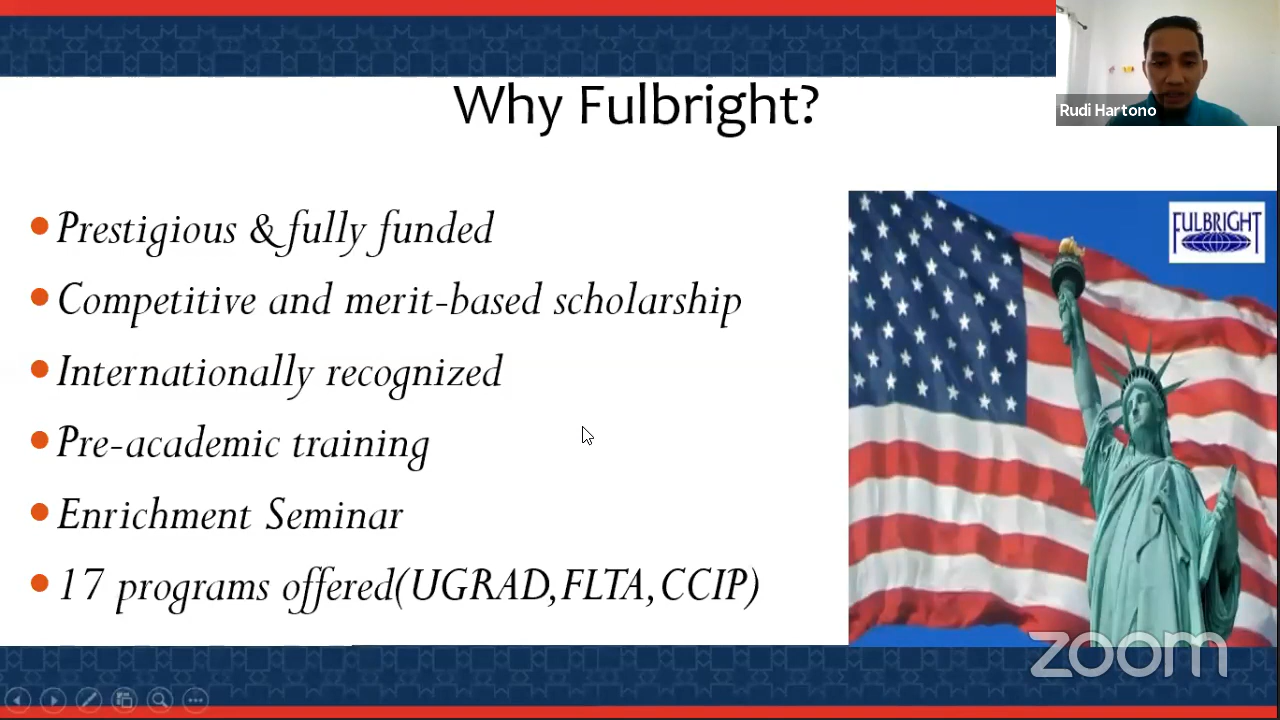 Why Fulbright?
Rudi Hartono
Prestigious & fully funded
Competitive and merit-based scholarship
Internationally recognized
Pre-academic training
Enrichment Seminar
17 programs offered(UGRAD,FLTA,CCIP)
FULBRIGHT
zoom